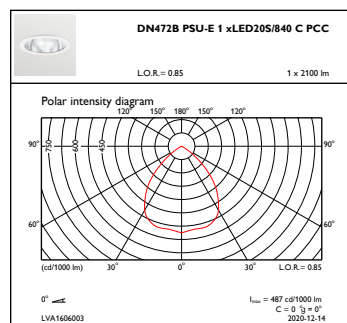 DN472B PSU-E 1 xLED20S/840 C PCC
L.O.R.= 0.85 1 x 2100 lm
Polar intensity diagram
120° 150° 180° 150° 120°
90° 750 600 450 90°
60° 60°
(cd/1000 lm) 30° 0° 30° L.O.R.= 0.85
0° Imax = 487 cd/1000 lm
C = 0 °g = 0°
LVA1606003 2020-12-14